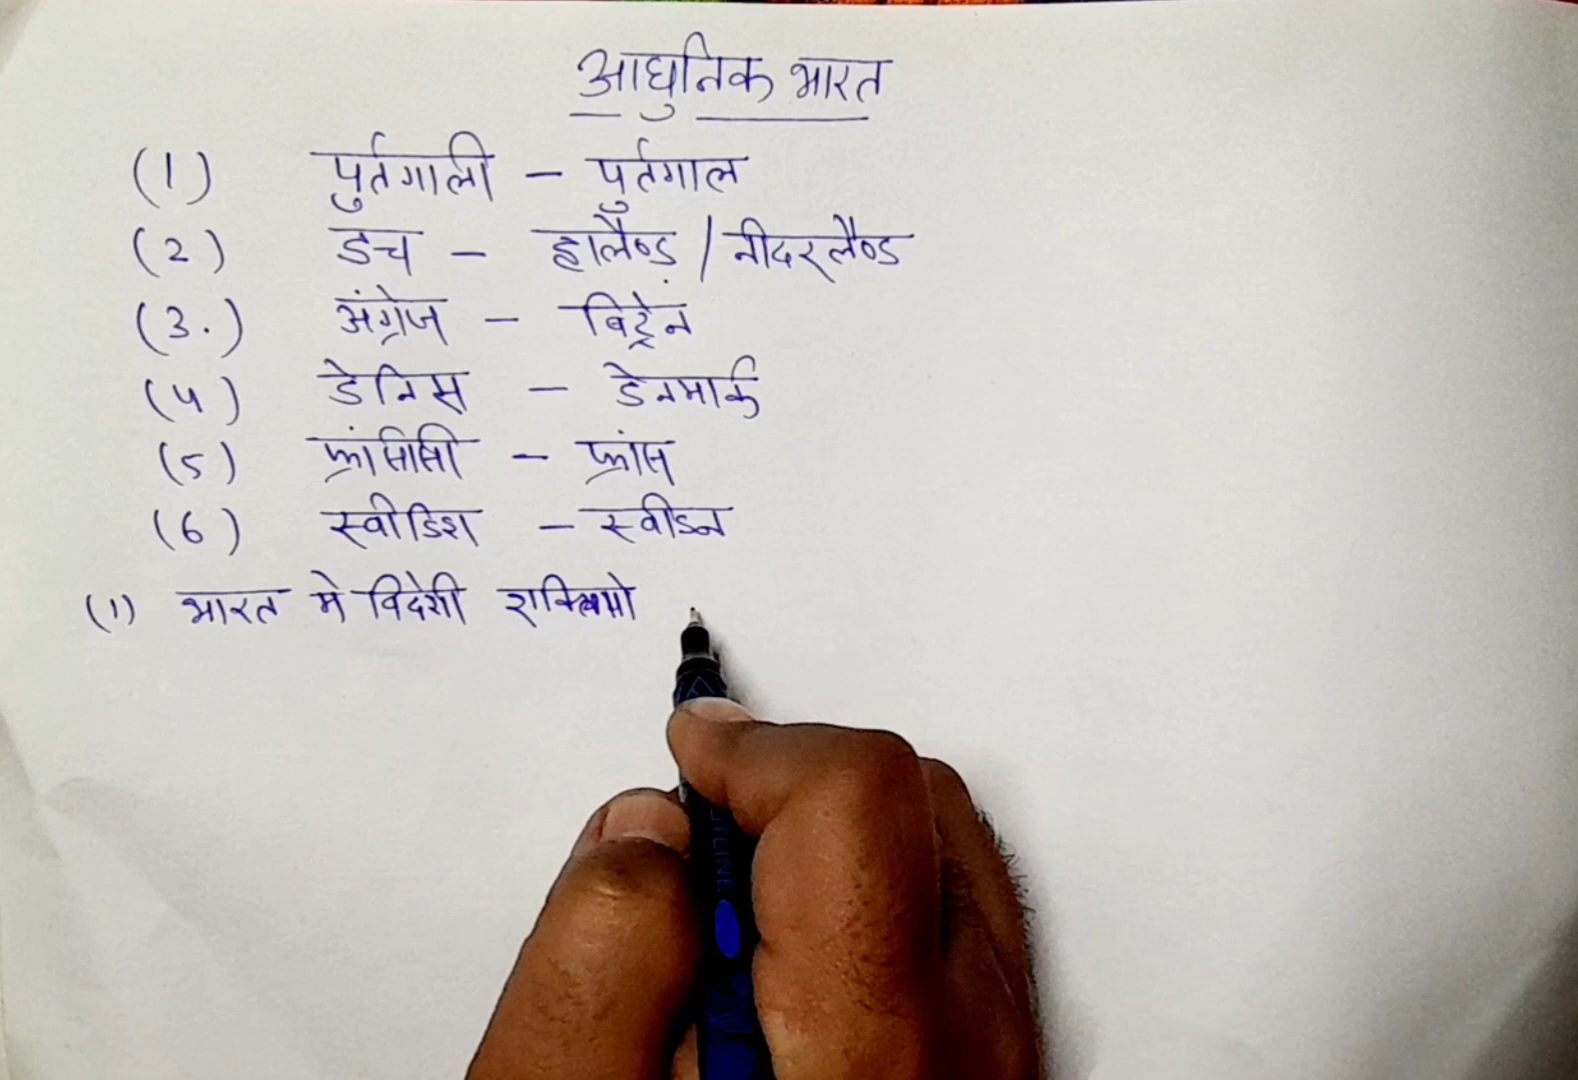 आधुनिक भारत
(1) पुर्तगाली - पुर्तगाल
(2) डच - हालैण्ड / नीदरलैण्ड
(3.) अंग्रेज - ब्रिट्रेन
(4) डेनिस - डेनमार्क
(5) फ्रांसीसी - फ्रांस
(6) स्वीडिश - स्वीडन
(1) भारत मे विदेशी शक्तियो